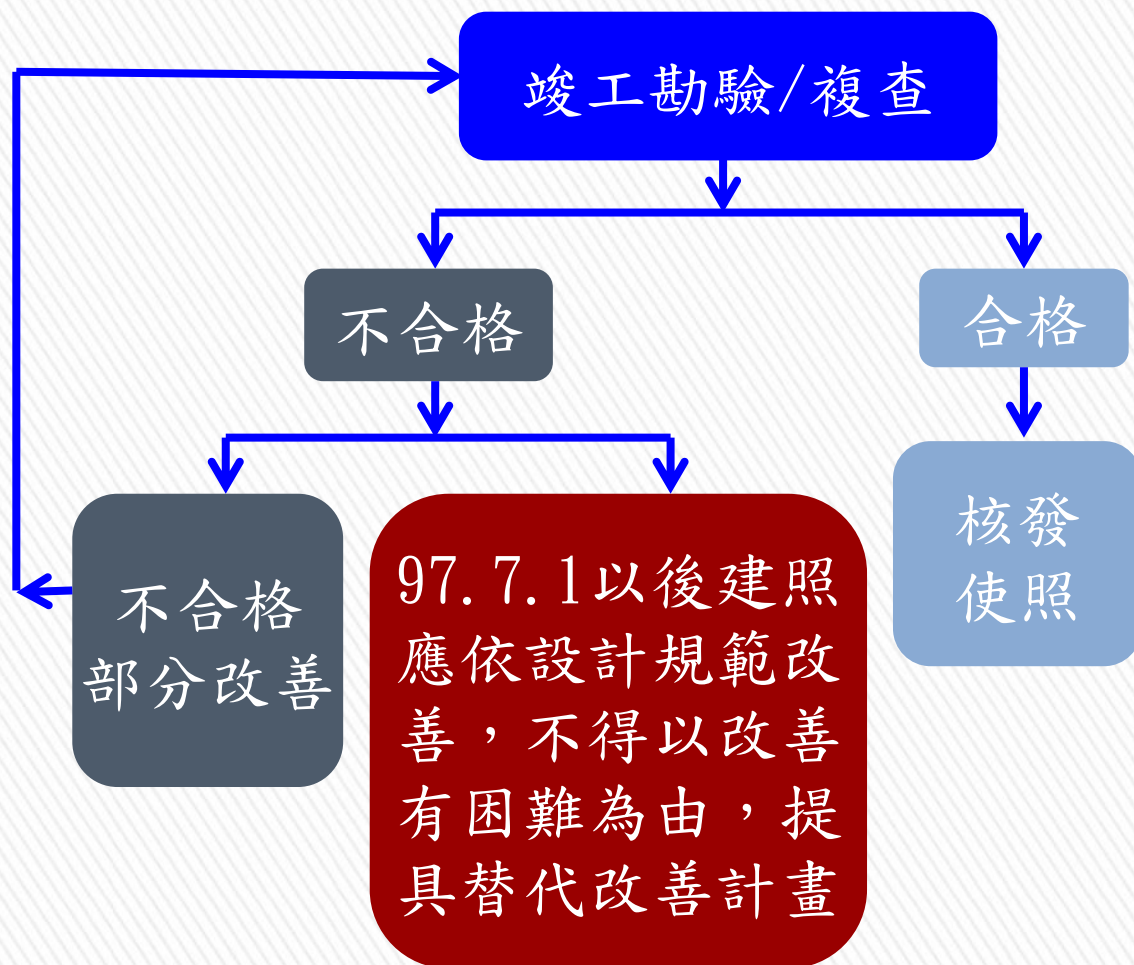 竣工勘驗/複查
不合格
合格
不合格
部分改善
97.7.1以後建照
應依設計規範改
善，不得以改善
有困難為由，提
具替代改善計畫
核發
使照